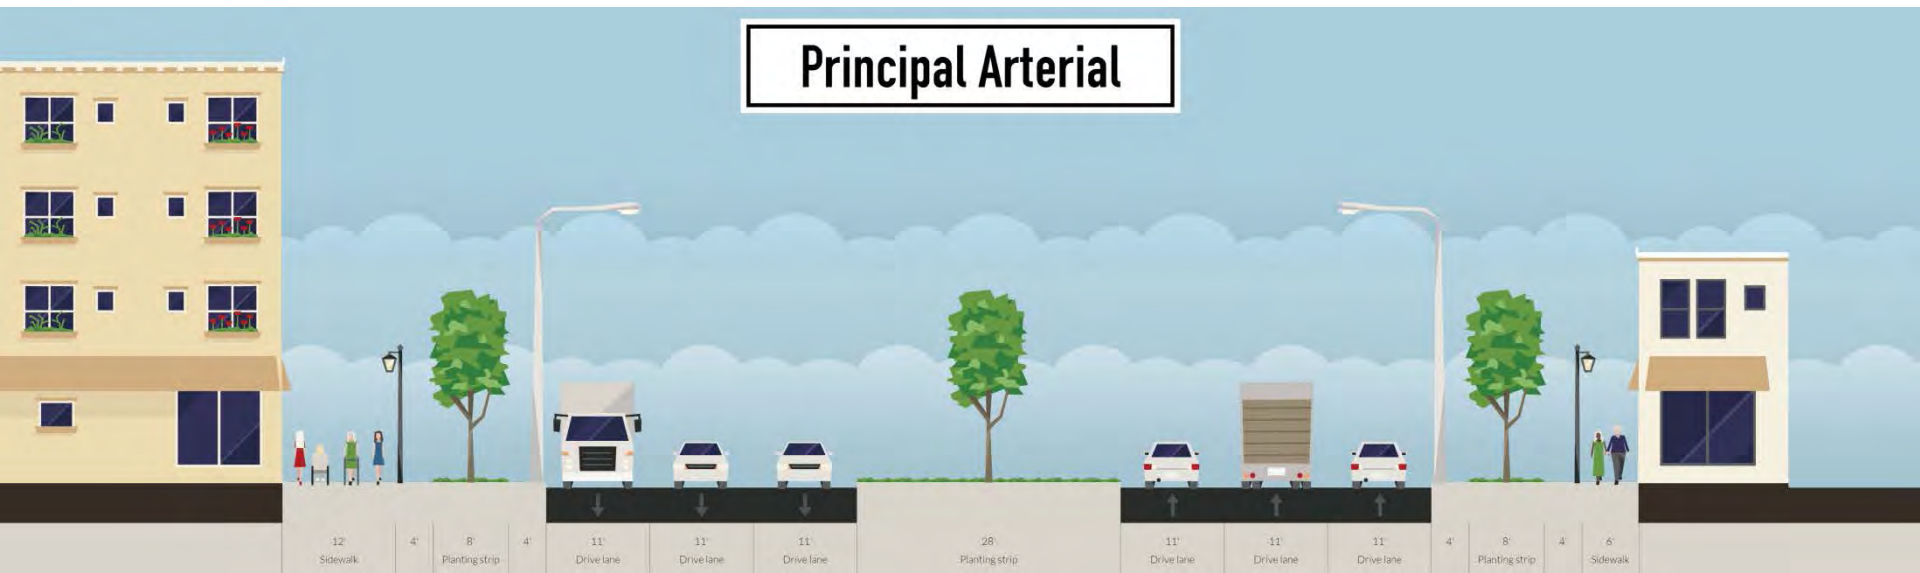 Principal Arterial
12' 4' 8' 4' 11' 11' 11' 28' 11' 11' 11' 4' 8' 4' 6'
Sidewalk Planting strip Drive lane Drive lane Drive lane Planting strip Drive lane Drive lane Drive lane Planting strip Sidewalk